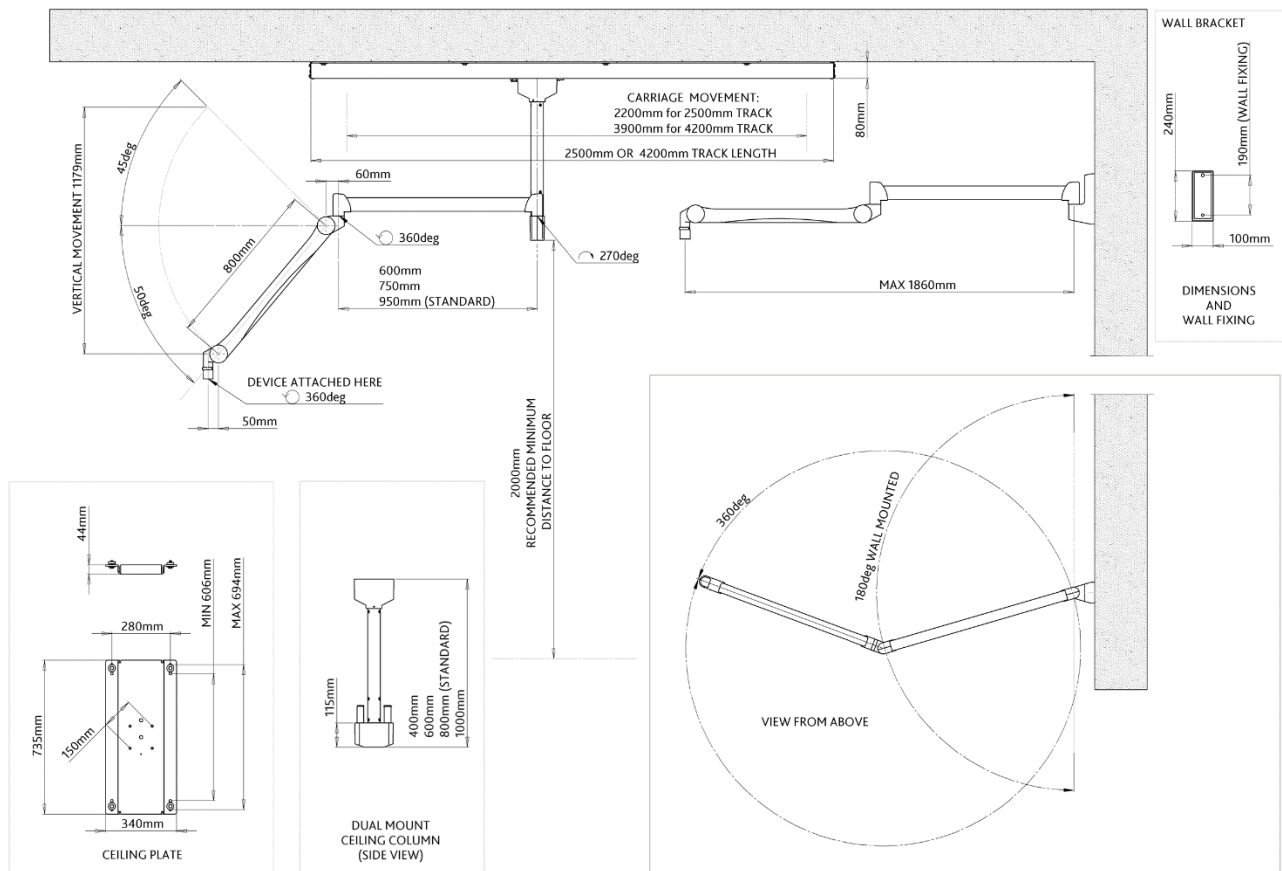 WALL BRACKET
240mm
190mm (WALL FIXING)
100mm
DIMENSIONS
AND
WALL FIXING
CARRIAGE MOVEMENT:
2200mm for 2500mm TRACK
3900mm for 4200mm TRACK
80mm
2500mm OR 4200mm TRACK LENGTH
45deg
VERTICAL MOVEMENT 1179mm
60mm
800mm
360deg
270deg
50deg
600mm
750mm
950mm (STANDARD)
MAX 1860mm
DEVICE ATTACHED HERE
360deg
50mm
2000mm
RECOMMENDED MINIMUM
DISTANCE TO FLOOR
44mm
MIN 606mm
MAX 694mm
280mm
735mm
150mm
340mm
CEILING PLATE
115mm
400mm
600mm
800mm (STANDARD)
1000mm
DUAL MOUNT
CEILING COLUMN
(SIDE VIEW)
360deg
180deg WALL MOUNTED
VIEW FROM ABOVE